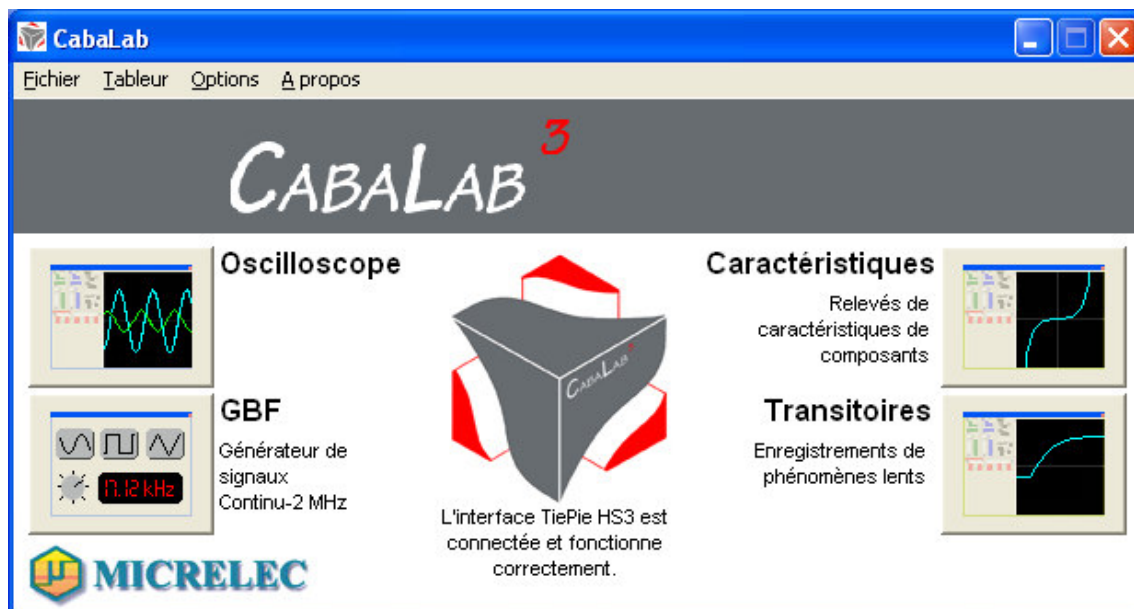 CabaLab
Fichier Tableur Options A propos
CABALAB 3
Oscilloscope
GBF
Générateur de
signaux
Continu-2 MHz
17.12 kHz
CABALAB 3
L'interface TiePie HS3 est
connectée et fonctionne
correctement.
Caractéristiques
Relevés de
caractéristiques de
composants
Transitoires
Enregistrements de
phénomènes lents
µ MICRELEC